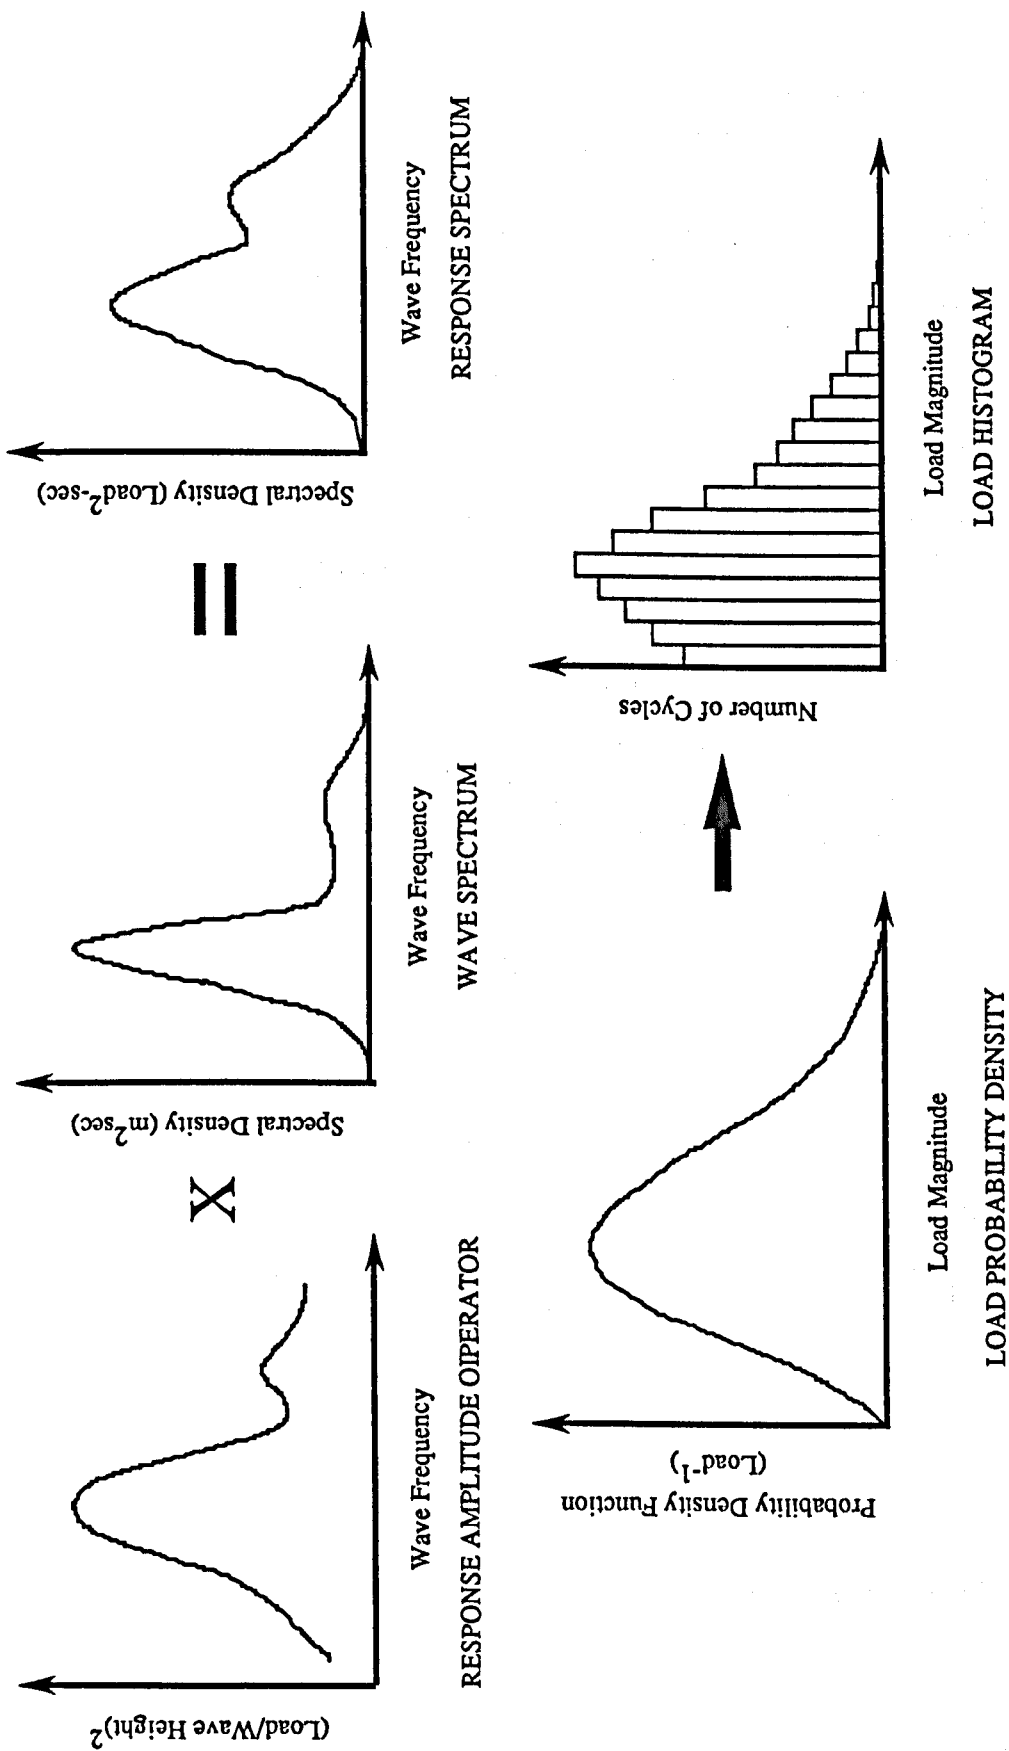 (Load/Wave Height)2
Wave Frequency
RESPONSE AMPLITUDE OIPERATOR
X
Spectral Density (m2sec)
Wave Frequency
WAVE SPECTRUM
=
Spectral Density (Load2-sec)
Wave Frequency
RESPONSE SPECTRUM
Probability Density Function
(Load-1)
Load Magnitude
LOAD PROBABILITY DENSITY
Number of Cycles
Load Magnitude
LOAD HISTOGRAM